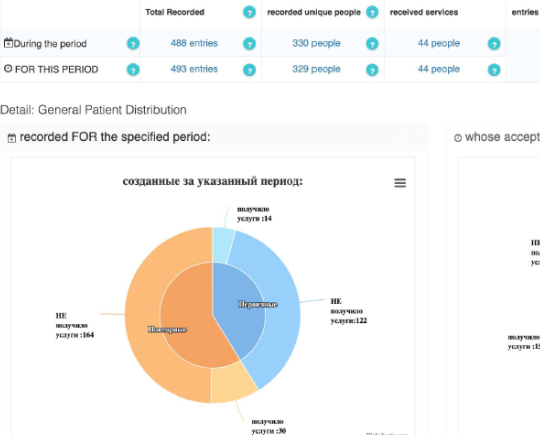 Total Recorded ? recorded unique people ? received services ? entries
During the period ? 488 entries ? 330 people ? 44 people ?
FOR THIS PERIOD ? 493 entries ? 329 people ? 44 people ?
Detail: General Patient Distribution
recorded FOR the specified period:
whose accept
созданные за указанный период:
получило
услуги :14
Первичные
НЕ
получило
услуги:122
Повторные
НЕ
получило
услуги :164
получило
услуги :30
НЕ
по
ус
получило
услуги :1